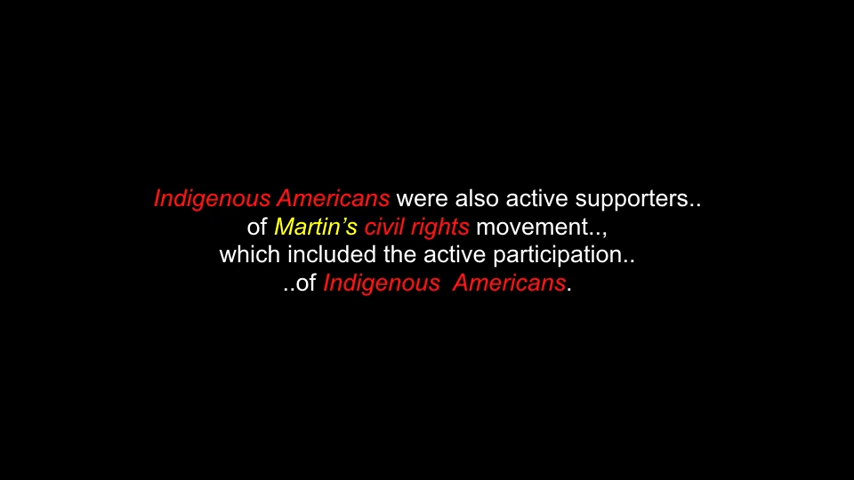 Indigenous Americans were also active supporters..
of Martin’s civil rights movement..,
which included the active participation..
..of Indigenous  Americans.